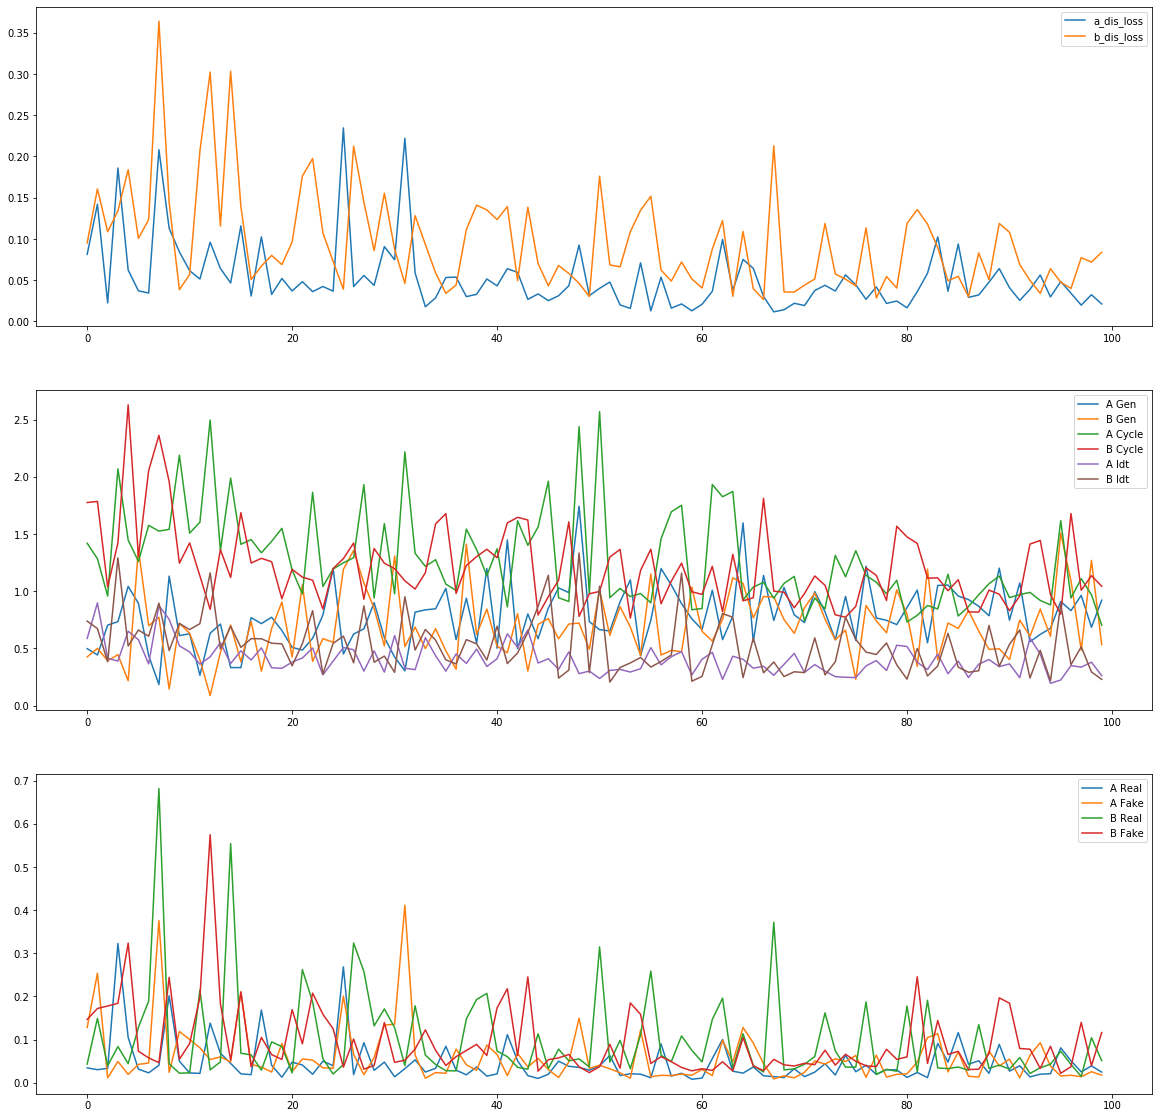 a_dis_loss
b_dis_loss
0.35
0.30
0.25
0.20
0.15
0.10
0.05
0.00
0 20 40 60 80 100
A Gen
B Gen
A Cycle
B Cycle
A Idt
B Idt
2.5
2.0
1.5
1.0
0.5
0.0
0 20 40 60 80 100
A Real
A Fake
B Real
B Fake
0.7
0.6
0.5
0.4
0.3
0.2
0.1
0.0
0 20 40 60 80 100